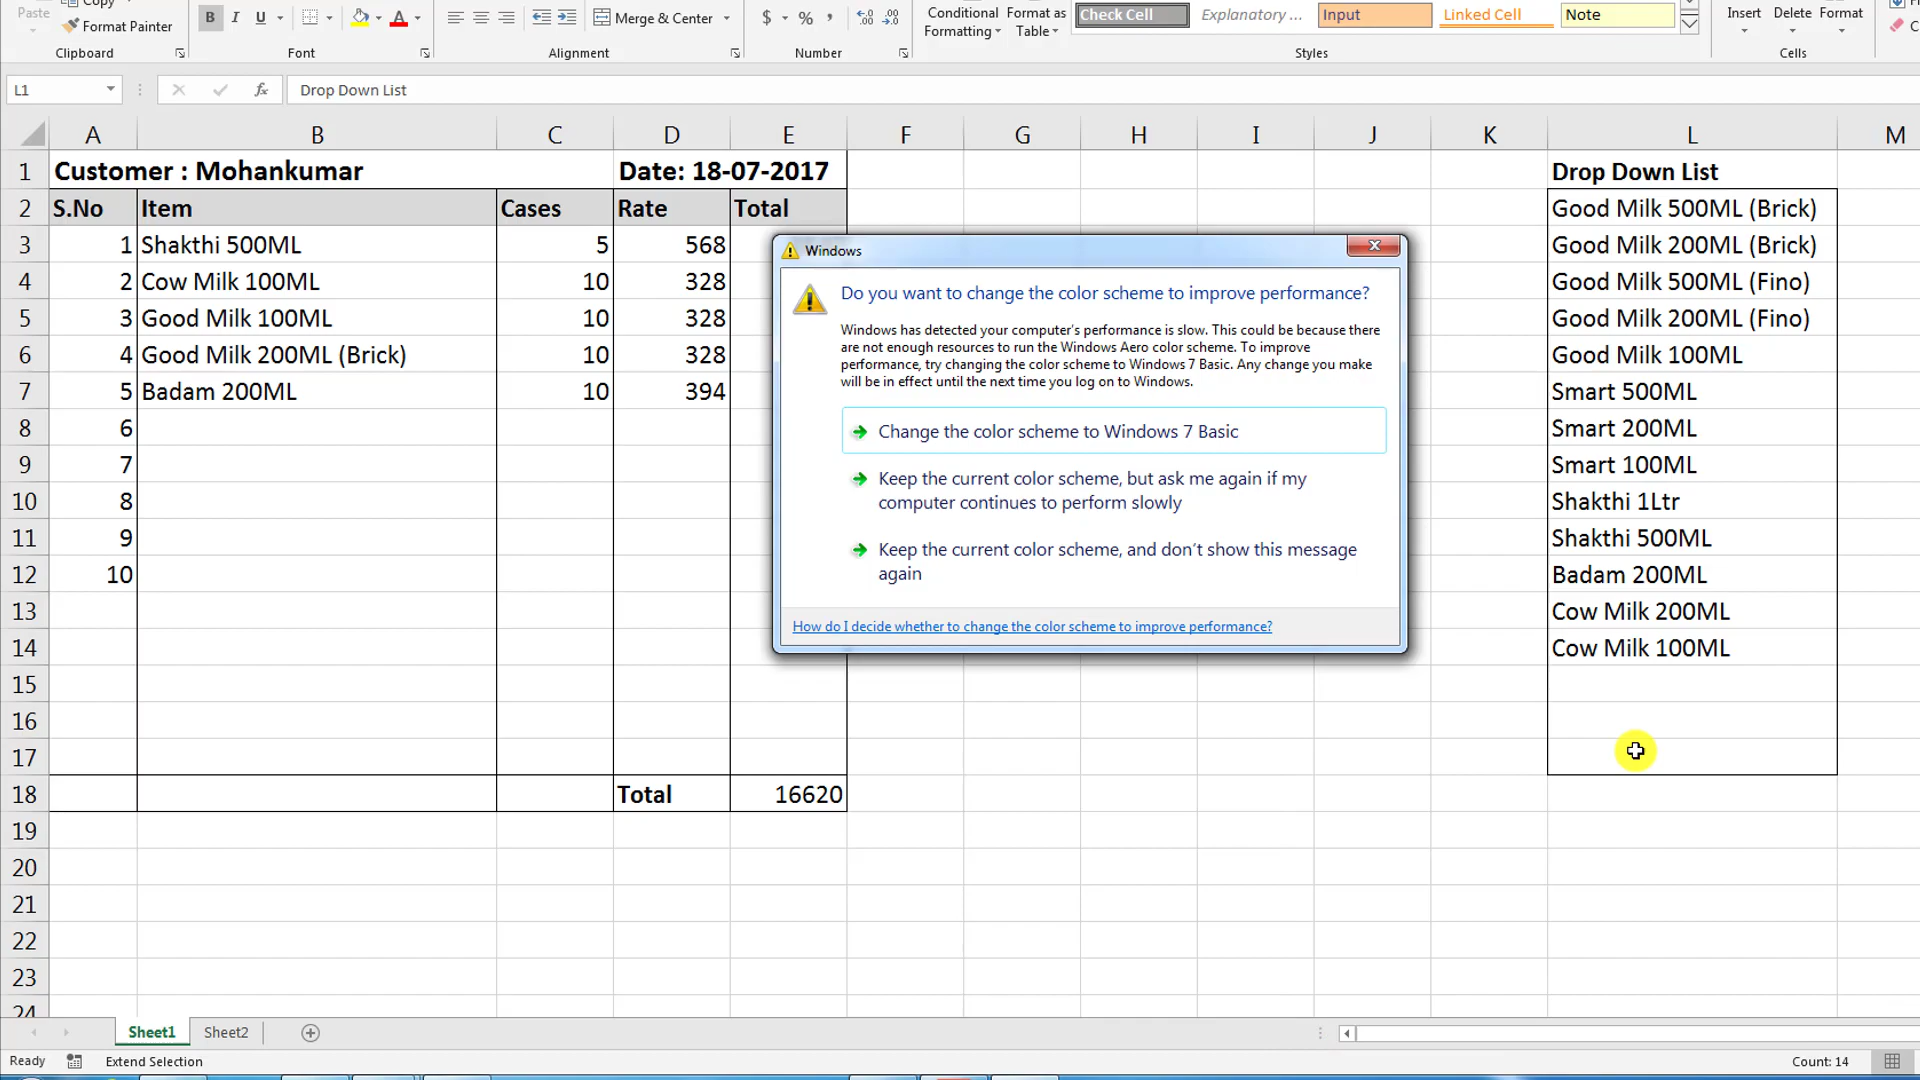 Paste
Copy
Format Painter
Clipboard
B I U
A
Font
Merge & Center
Alignment
$ % ,
Number
Conditional
Formatting
Format as
Table
Check Cell
Explanatory ...
Input
Linked Cell
Note
Styles
Insert
Delete
Format
Cells
L1
fx
Drop Down List
A B C D E F G H I J K L M
1 Customer : Mohankumar Date: 18-07-2017 Drop Down List
2 S.No Item Cases Rate Total Good Milk 500ML (Brick)
3 1 Shakthi 500ML 5 568 Good Milk 200ML (Brick)
4 2 Cow Milk 100ML 10 328 Good Milk 500ML (Fino)
5 3 Good Milk 100ML 10 328 Good Milk 200ML (Fino)
6 4 Good Milk 200ML (Brick) 10 328 Good Milk 100ML
7 5 Badam 200ML 10 394 Smart 500ML
8 6 Smart 200ML
9 7 Smart 100ML
10 8 Shakthi 1Ltr
11 9 Shakthi 500ML
12 10 Badam 200ML
13 Cow Milk 200ML
14 Cow Milk 100ML
15
16
17
18 Total 16620
19
20
21
22
23
24
Windows
Do you want to change the color scheme to improve performance?
Windows has detected your computer's performance is slow. This could be because there
are not enough resources to run the Windows Aero color scheme. To improve
performance, try changing the color scheme to Windows 7 Basic. Any change you make
will be in effect until the next time you log on to Windows.
Change the color scheme to Windows 7 Basic
Keep the current color scheme, but ask me again if my
computer continues to perform slowly
Keep the current color scheme, and don't show this message
again
How do I decide whether to change the color scheme to improve performance?
Sheet1
Sheet2
Ready
Extend Selection
Count: 14